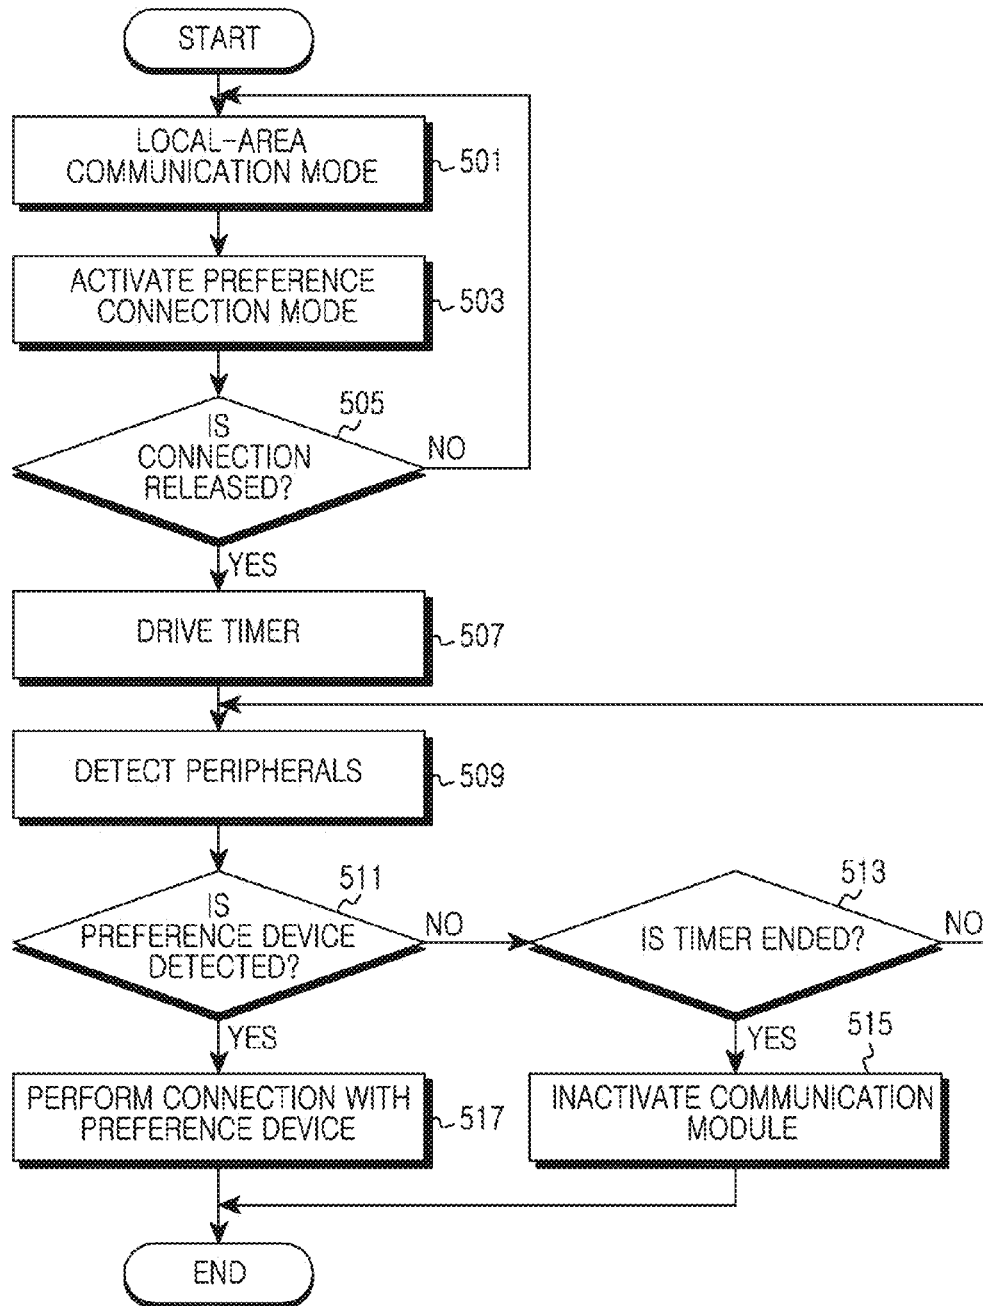 START
LOCAL-AREA
COMMUNICATION MODE
501
ACTIVATE PREFERENCE
CONNECTION MODE
503
505
IS
CONNECTION
RELEASED?
NO
YES
DRIVE TIMER
507
DETECT PERIPHERALS
509
511
IS
PREFERENCE DEVICE
DETECTED?
NO
513
IS TIMER ENDED?
NO
YES
YES
515
PERFORM CONNECTION WITH
PREFERENCE DEVICE
517
INACTIVATE COMMUNICATION
MODULE
END